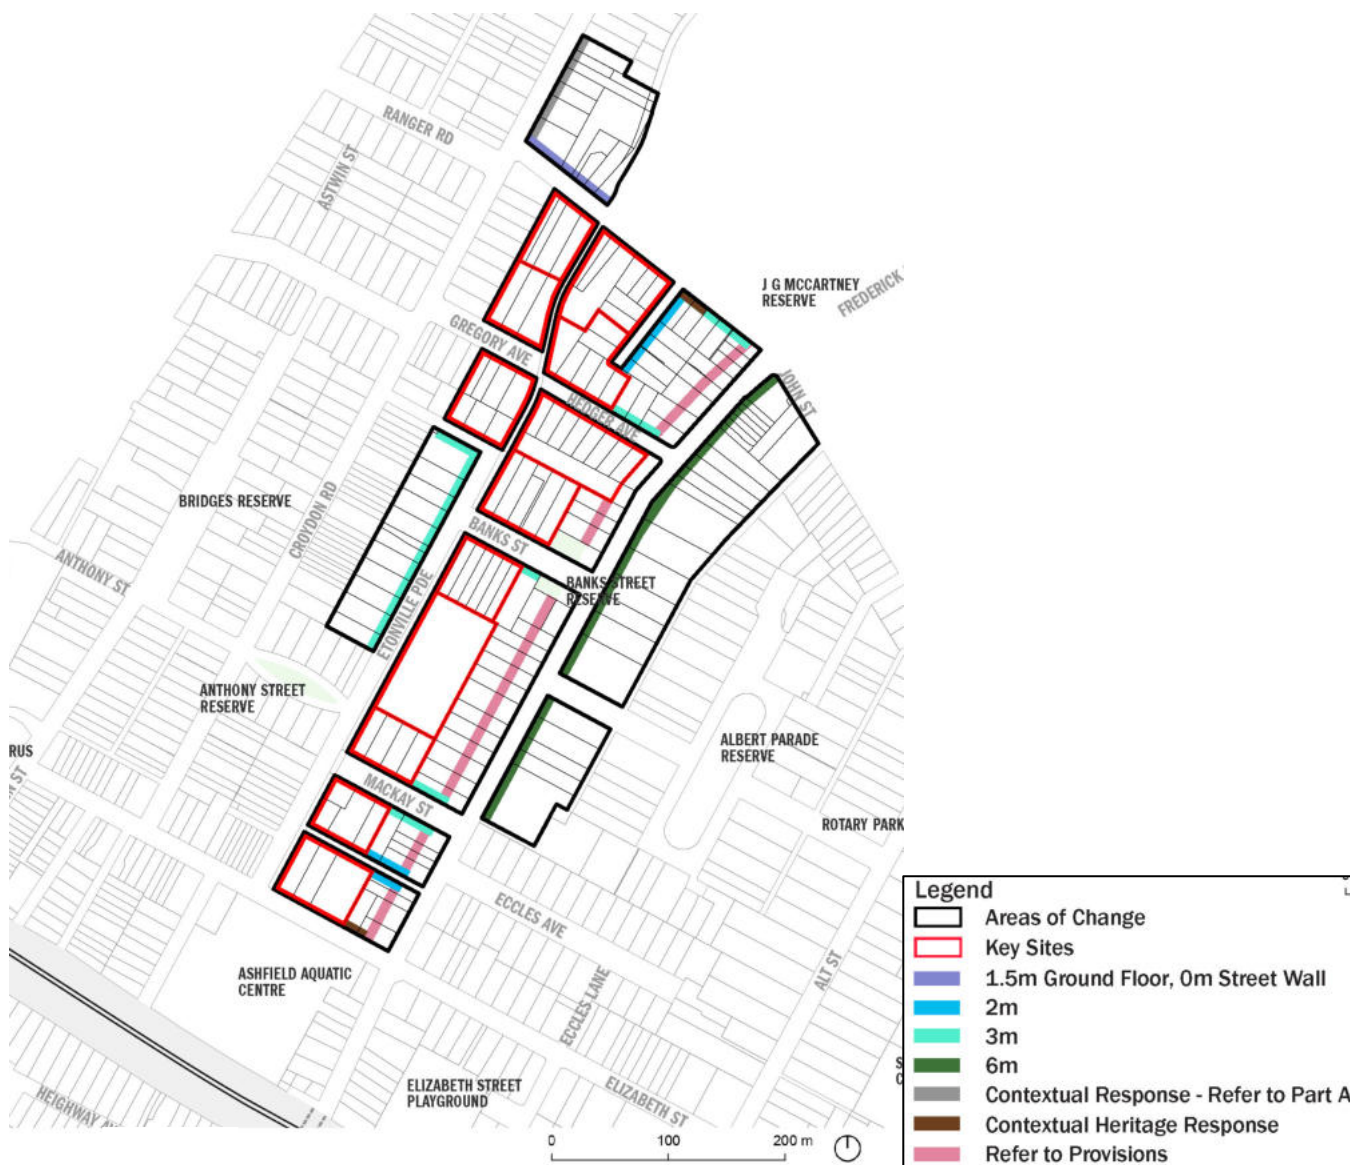 RANGER RD
ASTWIN ST
J G MCCARTNEY
RESERVE
FREDERICK
GREGORY AVE
JOHN ST
HEDGER AVE
BRIDGES RESERVE
CROYDON RD
BANKS ST
ANTHONY ST
BANKS STREET
RESERVE
ETONVILLE PDE
ANTHONY STREET
RESERVE
ALBERT PARADE
RESERVE
RUS
ST
MACKAY ST
ROTARY PARK
ECCLES AVE
ALT ST
ASHFIELD AQUATIC
CENTRE
ECCLES LANE
ELIZABETH STREET
PLAYGROUND
ELIZABETH ST
HEIGHWAY AV
0 100 200 m
Legend
Areas of Change
Key Sites
1.5m Ground Floor, 0m Street Wall
2m
3m
6m
Contextual Response - Refer to Part A
Contextual Heritage Response
Refer to Provisions